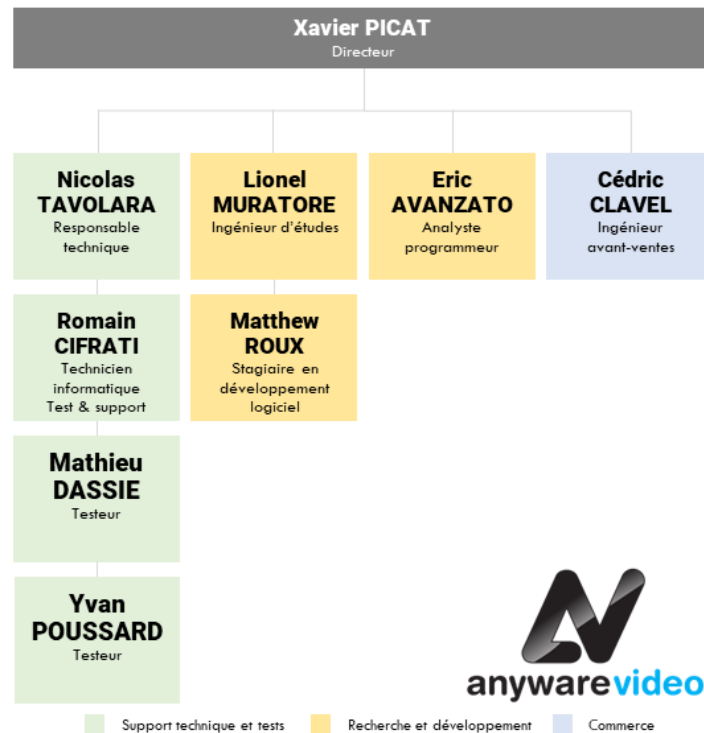 Xavier PICAT
Directeur
Nicolas
TAVOLARA
Responsable
technique
Lionel
MURATORE
Ingénieur d'études
Eric
AVANZATO
Analyste
programmeur
Cédric
CLAVEL
Ingénieur
avant-ventes
Romain
CIFRATI
Technicien
informatique
Test & support
Matthew
ROUX
Stagiaire en
développement
logiciel
Mathieu
DASSIE
Testeur
Yvan
POUSSARD
Testeur
anywarevideo
Support technique et tests
Recherche et développement
Commerce